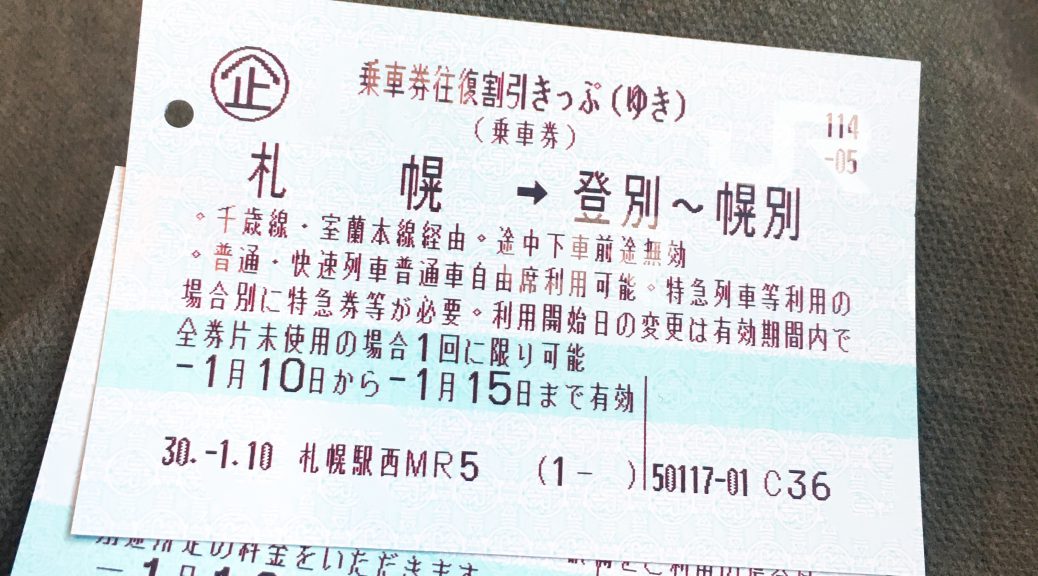 企
乗車券往復割引きっぷ(ゆき)
(乗車券)
114
-05
札 幌 ➡ 登別～幌別
。千歳線・室蘭本線経由。途中下車前途無効
。普通・快速列車普通車自由席利用可能。特急列車等利用の
場合別に特急券等が必要。利用開始日の変更は有効期間内で
全券片未使用の場合1回に限り可能
-1月10日から-1月15日まで有効
30.-1.10 札幌駅西MR5 (1- ) 50117-01 C36
の料金をいただきます